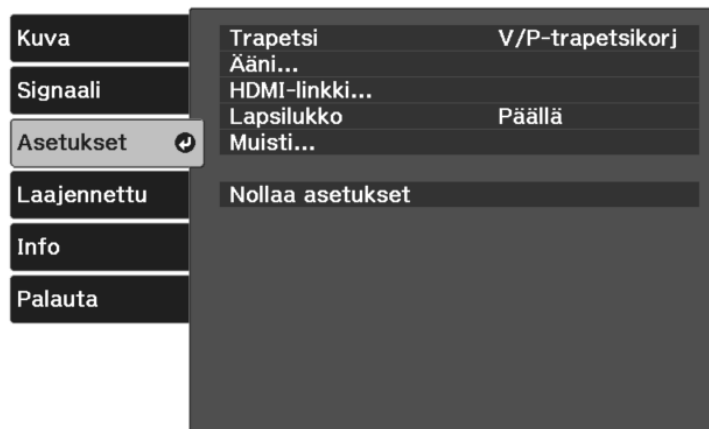 Kuva
Signaali
Asetukset
Laajennettu
Info
Palauta
Trapetsi V/P-trapetsikorj
Ääni...
HDMI-linkki...
Lapsilukko Päällä
Muisti...
Nollaa asetukset